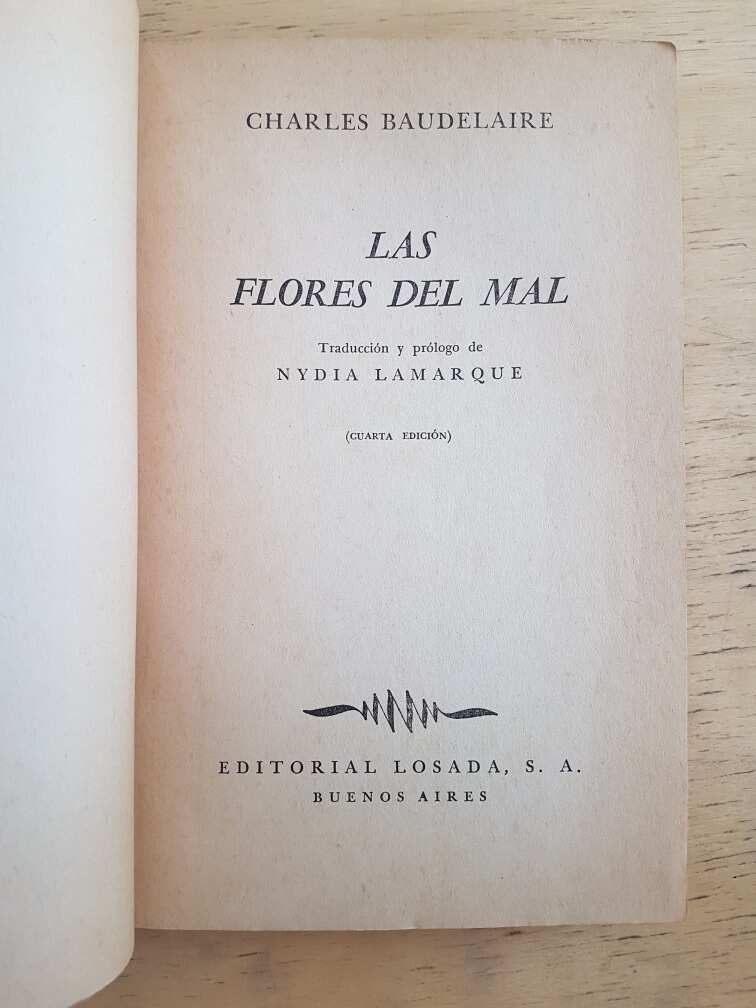 CHARLES BAUDELAIRE
LAS
FLORES DEL MAL
Traducción y prólogo de
NYDIA LAMARQUE
(CUARTA EDICIÓN)
EDITORIAL LOSADA, S. A.
BUENOS AIRES